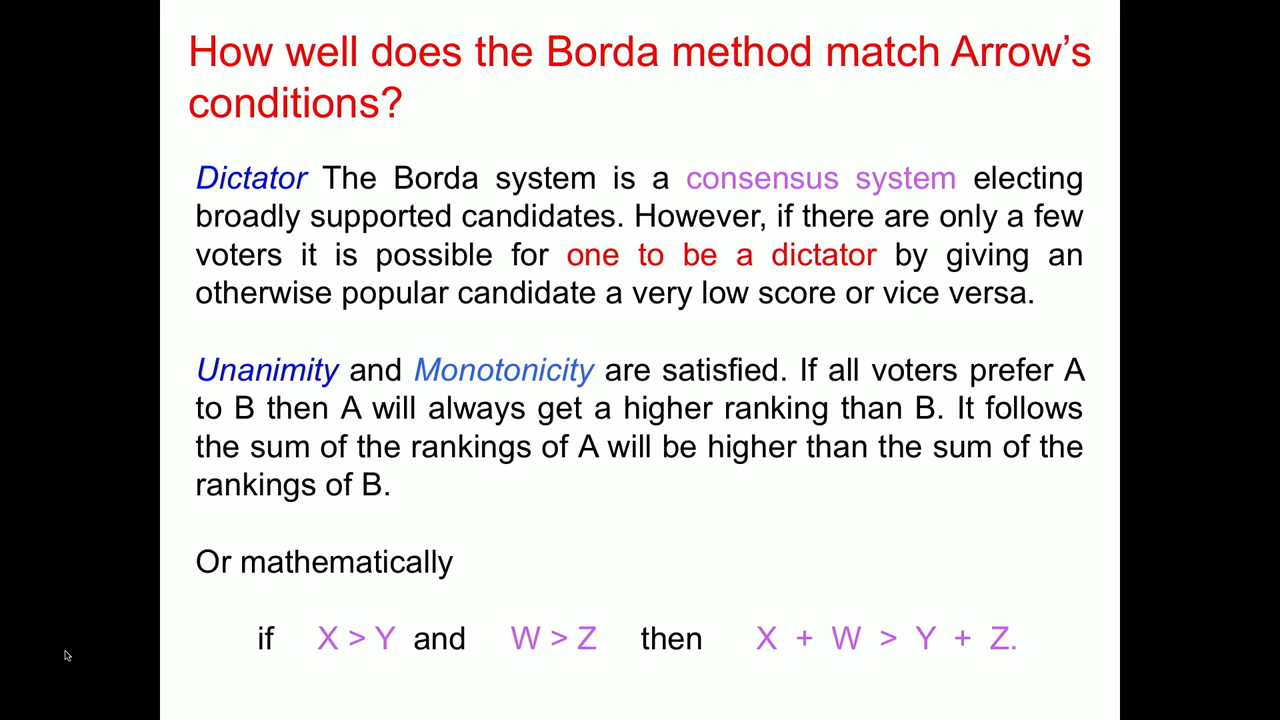 How well does the Borda method match Arrow’s
conditions?
Dictator The Borda system is a consensus system electing
broadly supported candidates. However, if there are only a few
voters it is possible for one to be a dictator by giving an
otherwise popular candidate a very low score or vice versa.
Unanimity and Monotonicity are satisfied. If all voters prefer A
to B then A will always get a higher ranking than B. It follows
the sum of the rankings of A will be higher than the sum of the
rankings of B.
Or mathematically
if X > Y and W > Z then X + W > Y + Z.